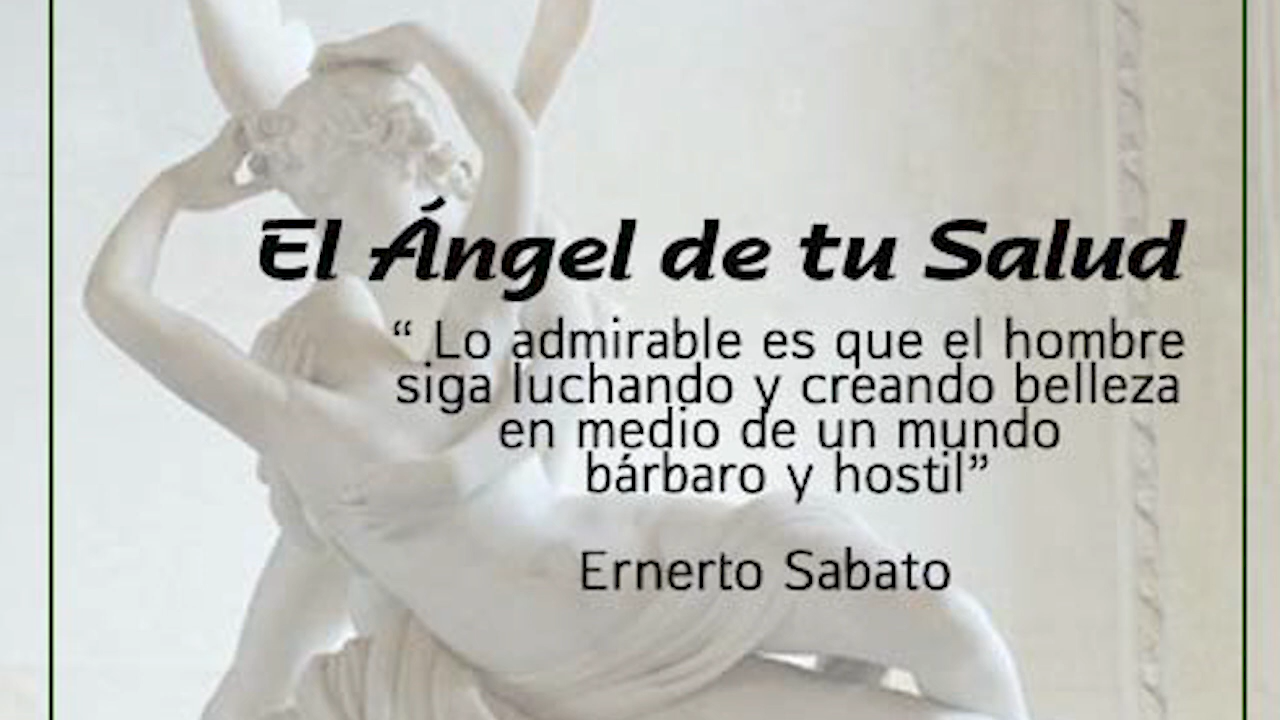 El Ángel de tu Salud
“ Lo admirable es que el hombre
siga luchando y creando belleza
en medio de un mundo
bárbaro y hostil”
Ernerto Sabato